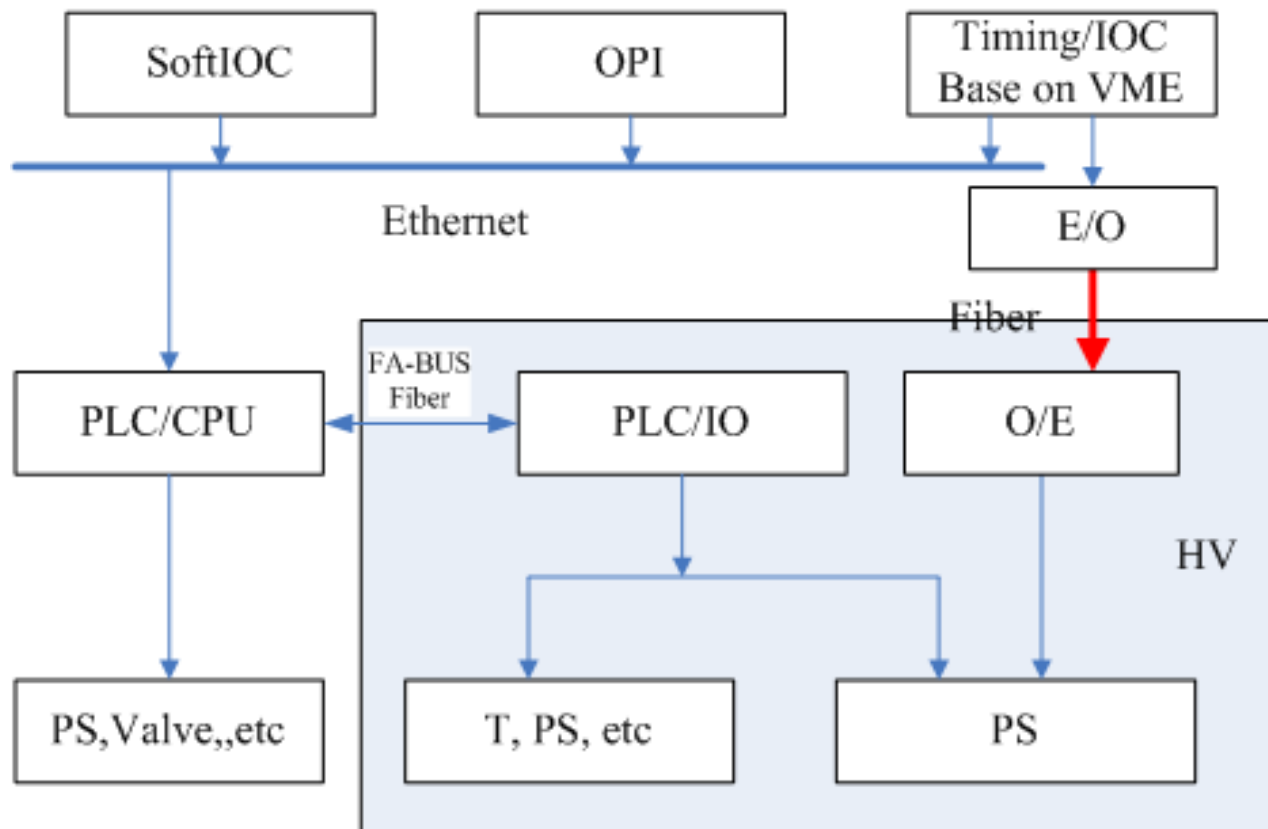 SoftIOC
OPI
Timing/IOC
Base on VME
Ethernet
E/O
Fiber
FA-BUS
Fiber
PLC/CPU
PLC/IO
O/E
HV
PS,Valve,,etc
T, PS, etc
PS